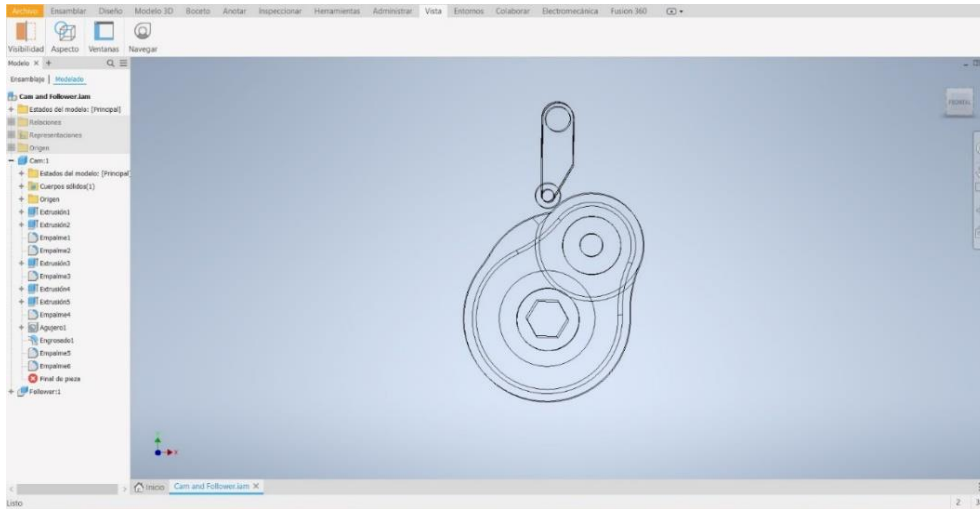 Archivo Ensamblar Diseño Modelo 3D Boceto Anotar Inspeccionar Herramientas Administrar Vista Entornos Colaborar Electromecánica Fusion 360
Visibilidad Aspecto Ventanas Navegar
Modelo × +
Ensamblaje | Modelado
Cam and Follower.iam
Estados del modelo: [Principal]
Relaciones
Representaciones
Origen
Cam:1
Estados del modelo: [Principal
Cuerpos sólidos(1)
Origen
Extrusión1
Extrusión2
Empalme1
Empalme2
Extrusión3
Empalme3
Extrusión4
Extrusión5
Empalme4
Agujero1
Engrosado1
Empalme5
Empalme6
Final de pieza
Follower:1
FRONTAL
x
Inicio Cam and Follower.iam ×
Listo
2 3